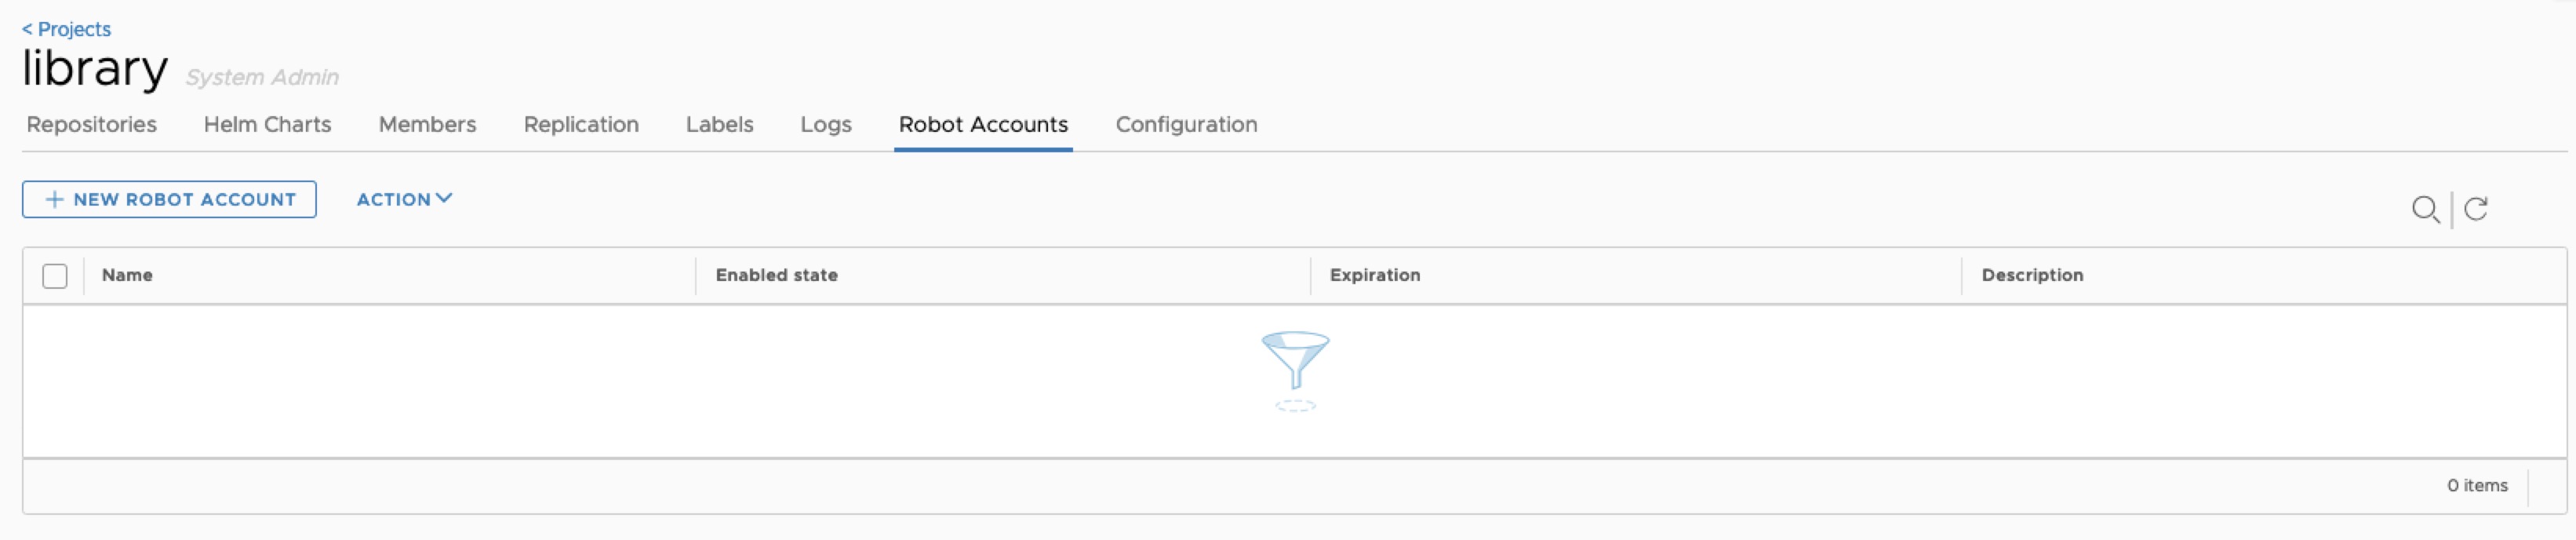 < Projects
library System Admin
Repositories Helm Charts Members Replication Labels Logs Robot Accounts Configuration
+ NEW ROBOT ACCOUNT ACTION
Name Enabled state Expiration Description
0 items